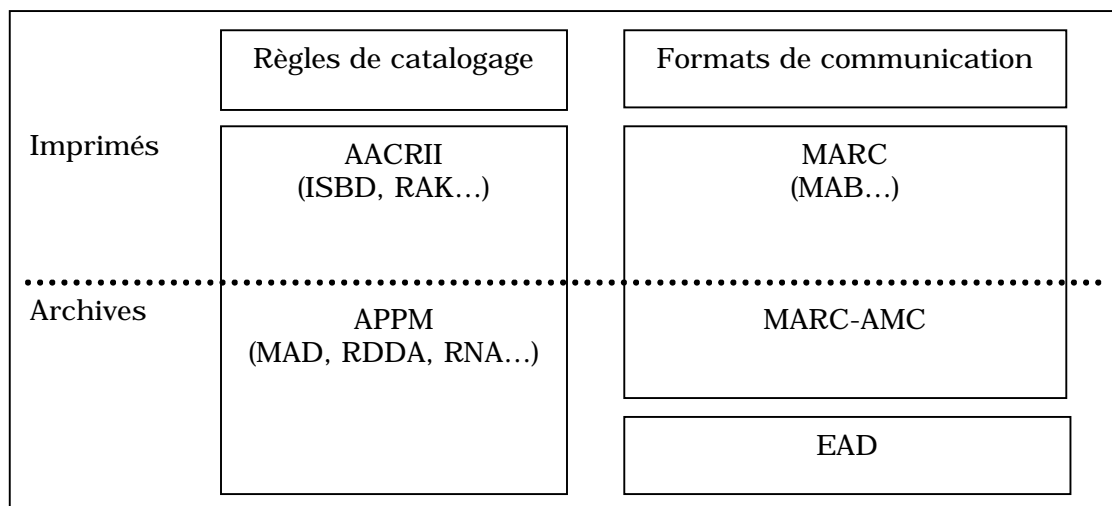 Règles de catalogage
Formats de communication
Imprimés
AACRII
(ISBD, RAK…)
MARC
(MAB…)
Archives
APPM
(MAD, RDDA, RNA…)
MARC-AMC
EAD